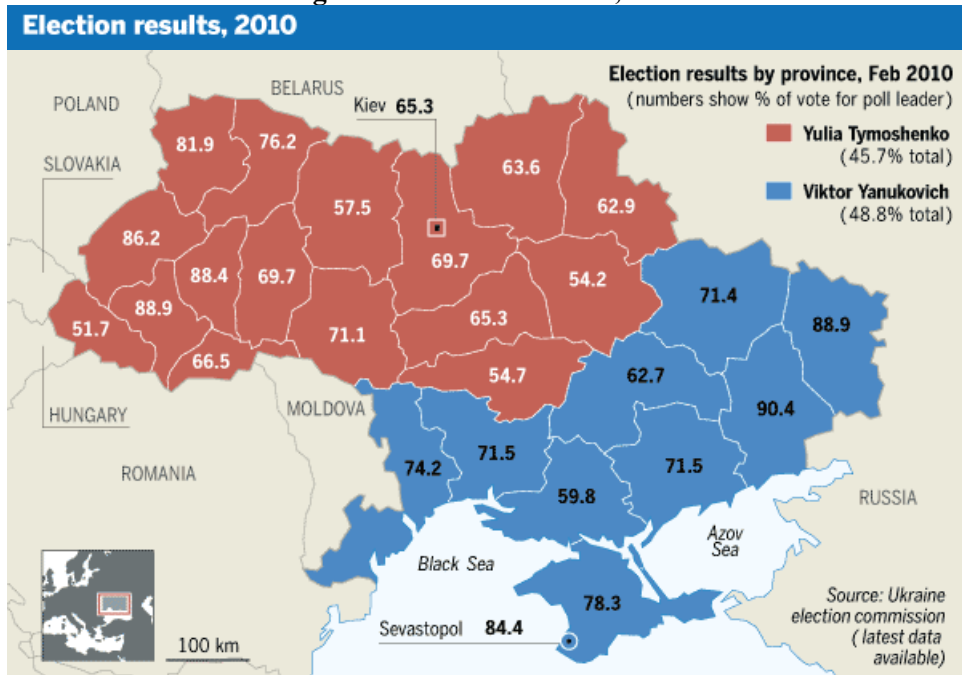 Election results, 2010
Election results by province, Feb 2010
(numbers show % of vote for poll leader)
Yulia Tymoshenko
(45.7% total)
Viktor Yanukovich
(48.8% total)
POLAND
BELARUS
Kiev 65.3
SLOVAKIA
81.9
76.2
63.6
57.5
62.9
86.2
69.7
88.4
69.7
54.2
71.4
88.9
65.3
88.9
51.7
71.1
66.5
54.7
62.7
HUNGARY
MOLDOVA
90.4
71.5
74.2
71.5
ROMANIA
59.8
RUSSIA
Azov
Sea
Black Sea
78.3
Sevastopol 84.4
100 km
Source: Ukraine
election commission
( latest data
available)